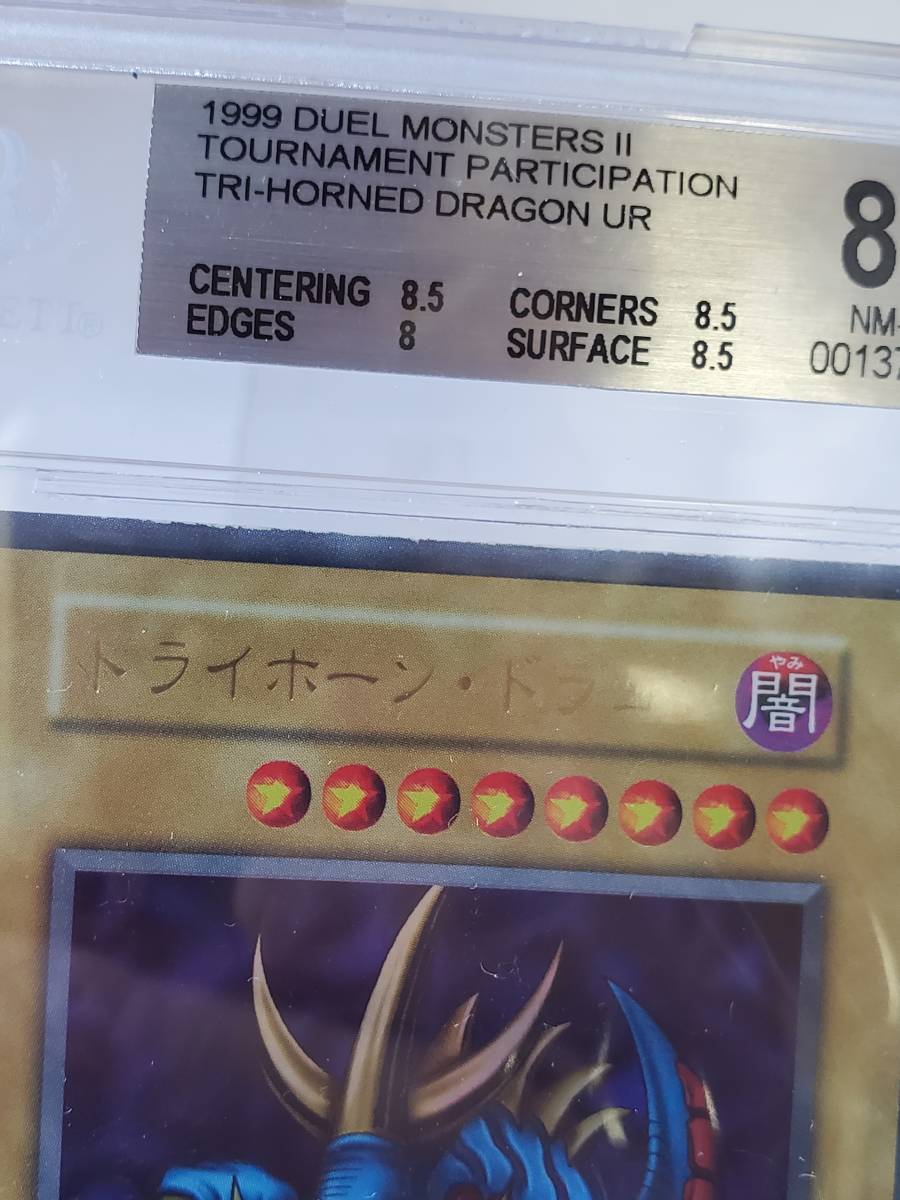 1999 DUEL MONSTERS II
TOURNAMENT PARTICIPATION
TRI-HORNED DRAGON UR
8
CENTERING 8.5 CORNERS 8.5
EDGES 8 SURFACE 8.5
NM-
00137
トライホーン・ドラ
やみ
闇